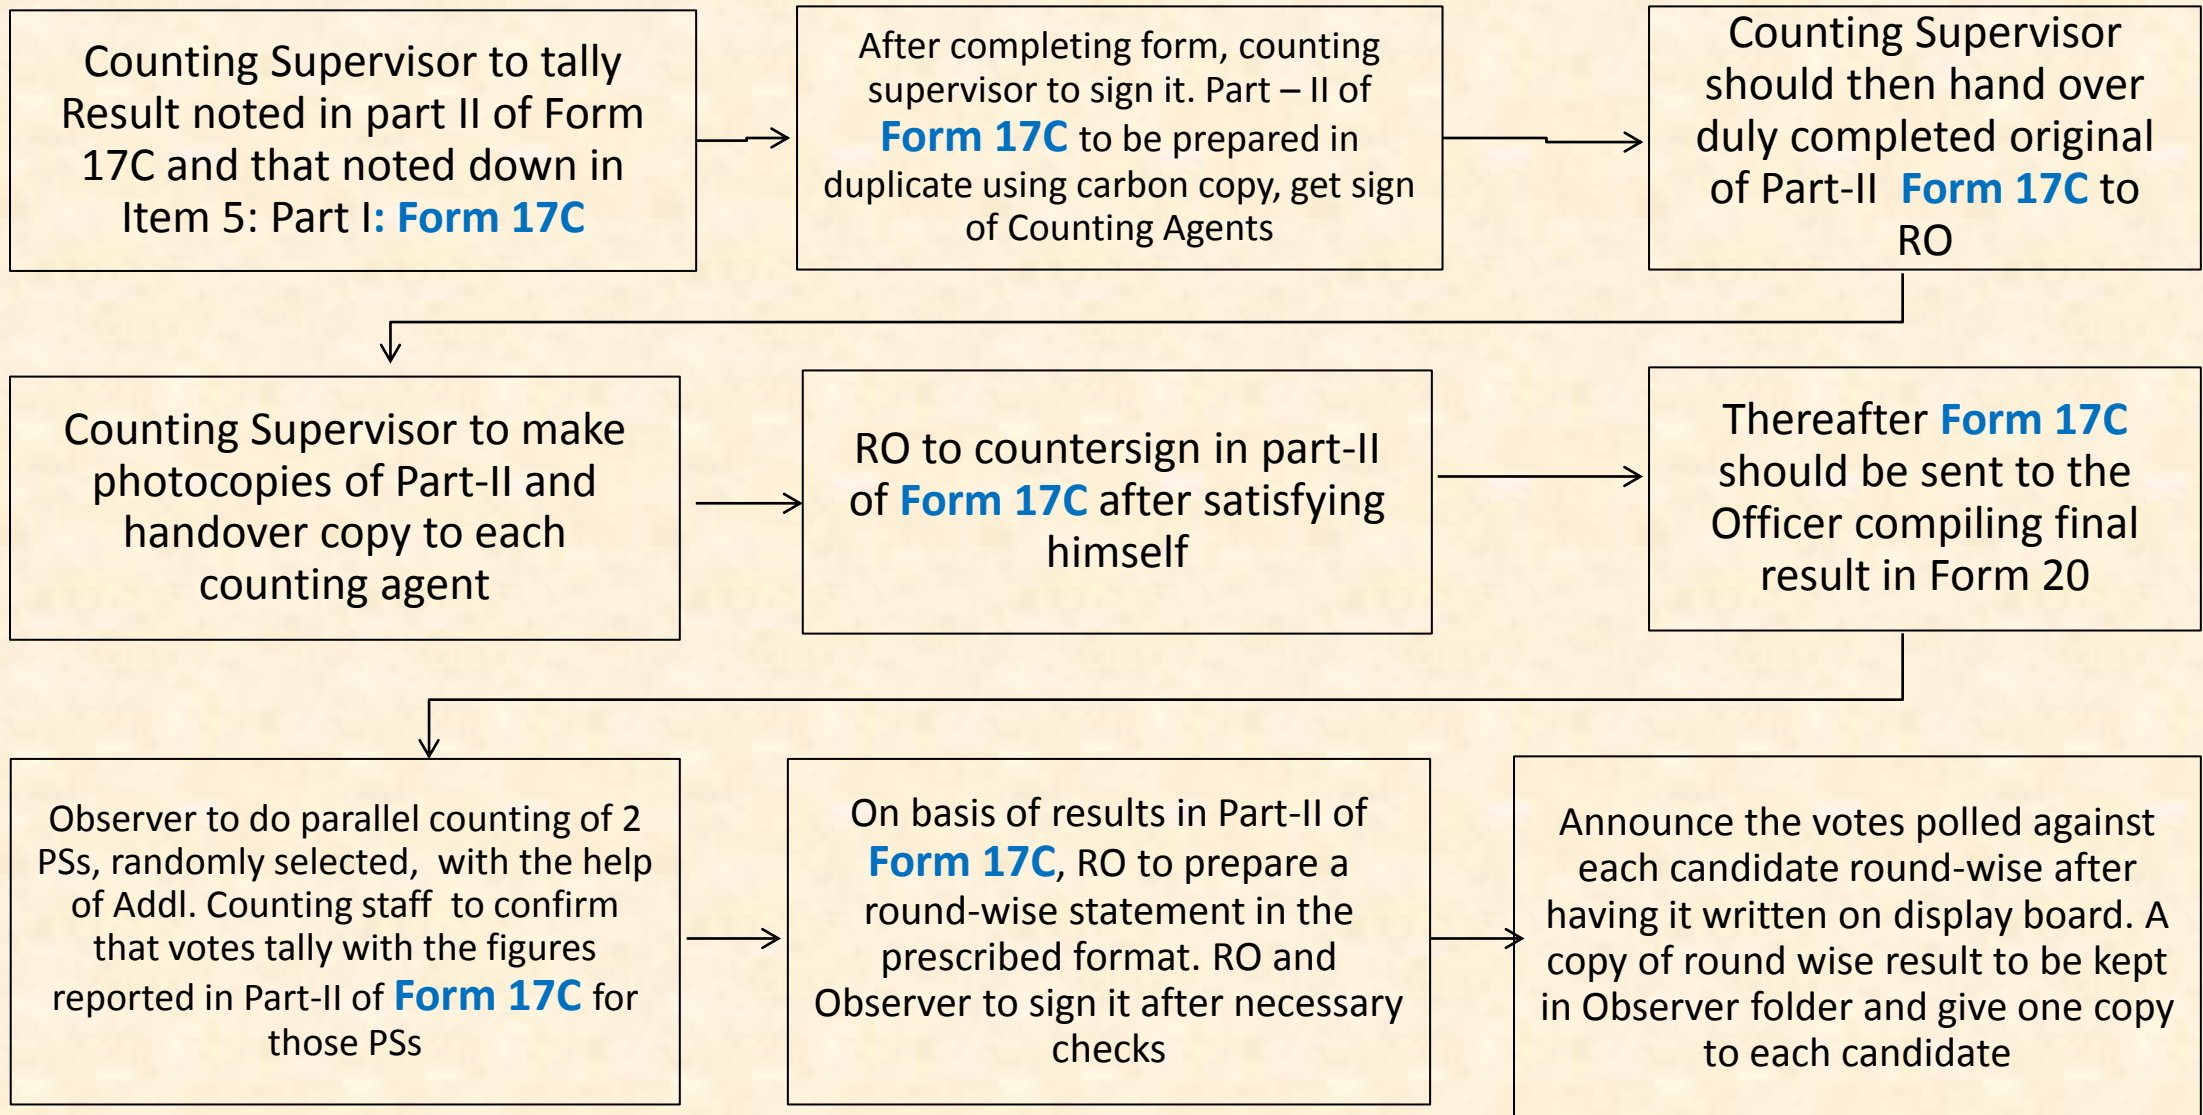 Counting Supervisor to tally
Result noted in part II of Form
17C and that noted down in
Item 5: Part I: Form 17C
After completing form, counting
supervisor to sign it. Part – II of
Form 17C to be prepared in
duplicate using carbon copy, get sign
of Counting Agents
Counting Supervisor
should then hand over
duly completed original
of Part-II Form 17C to
RO
Counting Supervisor to make
photocopies of Part-II and
handover copy to each
counting agent
RO to countersign in part-II
of Form 17C after satisfying
himself
Thereafter Form 17C
should be sent to the
Officer compiling final
result in Form 20
Observer to do parallel counting of 2
PSs, randomly selected, with the help
of Addl. Counting staff to confirm
that votes tally with the figures
reported in Part-II of Form 17C for
those PSs
On basis of results in Part-II of
Form 17C, RO to prepare a
round-wise statement in the
prescribed format. RO and
Observer to sign it after necessary
checks
Announce the votes polled against
each candidate round-wise after
having it written on display board. A
copy of round wise result to be kept
in Observer folder and give one copy
to each candidate